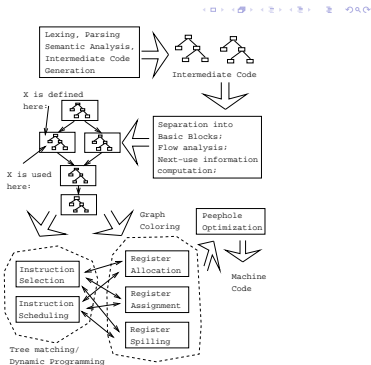 Lexing, Parsing
Semantic Analysis,
Intermediate Code
Generation
Intermediate Code
X is defined
here:
Separation into
Basic Blocks;
Flow analysis;
Next-use information
computation;
X is used
here:
Graph
Coloring
Peephole
Optimization
Instruction
Selection
Instruction
Scheduling
Register
Allocation
Register
Assignment
Register
Spilling
Machine
Code
Tree matching/
Dynamic Programming